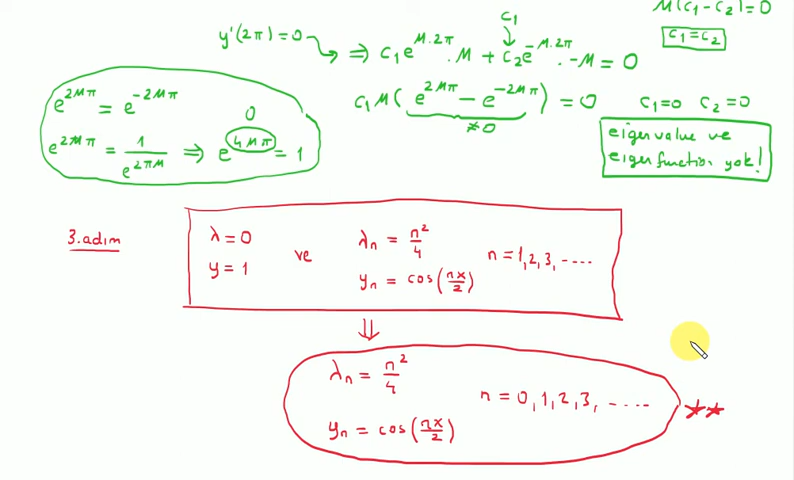 M(c₁-c₂)=0
c₁=c₂
y'(2π)=0
⇒ c₁e^{M.2π}.M + c₂e^{-M.2π}.-M = 0
c₁
c₁M(e^{2Mπ} - e^{-2Mπ}) = 0
≠0
c₁=0 c₂=0
e^{2Mπ} = e^{-2Mπ}
e^{2Mπ} = 1/e^{2πM} ⇒ e^{4Mπ} = 1
0
eigenvalue ve
eigenfunction yok!
3.adım
λ=0
y=1
ve
λₙ = n²/4
yₙ = cos(nx/2)
n=1,2,3,.....
⇓
λₙ = n²/4
yₙ = cos(nx/2)
n=0,1,2,3,.....
★★